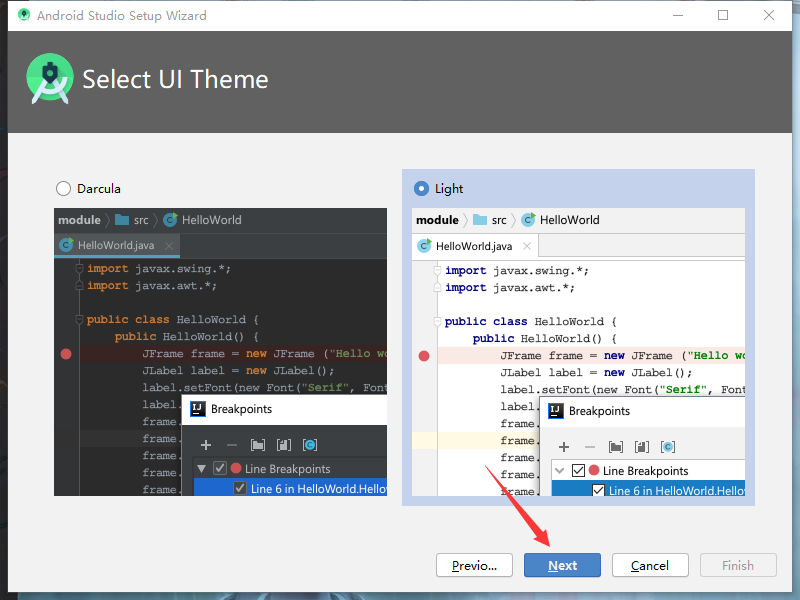 Android Studio Setup Wizard
Select UI Theme
Darcula
module src HelloWorld
HelloWorld.java
import javax.swing.*;
import javax.awt.*;
public class HelloWorld {
public HelloWorld() {
JFrame frame = new JFrame ("Hello wo
JLabel label = new JLabel();
label.setFont(new Font("Serif", Font
label.
frame.
frame.
frame.
frame.
frame.
IJ Breakpoints
Line Breakpoints
Line 6 in HelloWorld.Hello
Light
module src HelloWorld
HelloWorld.java
import javax.swing.*;
import javax.awt.*;
public class HelloWorld {
public HelloWorld() {
JFrame frame = new JFrame ("Hello wo
JLabel label = new JLabel();
label.setFont(new Font("Serif", Font
label.
frame.
frame.
frame.
frame.
frame.
IJ Breakpoints
Line Breakpoints
Line 6 in HelloWorld.Hello
Previo...
Next
Cancel
Finish